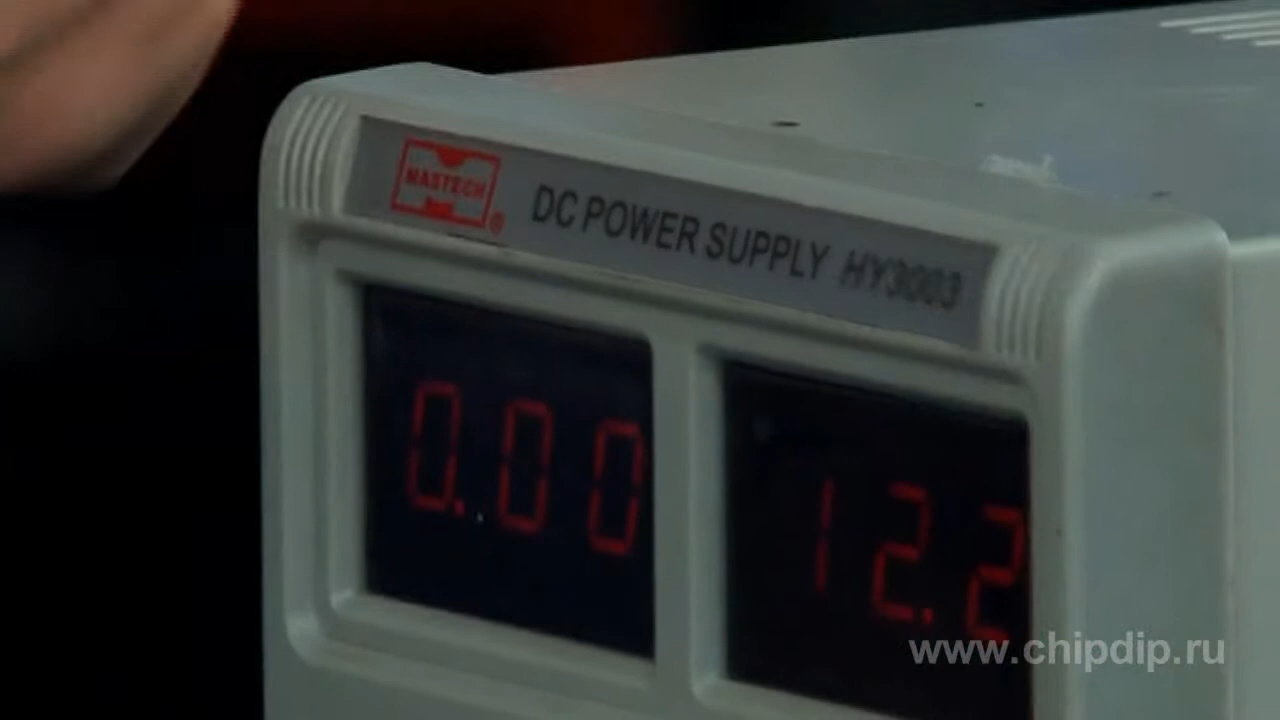 MASTECH ®
DC POWER SUPPLY HY3003
0.00
12.2
www.chipdip.ru